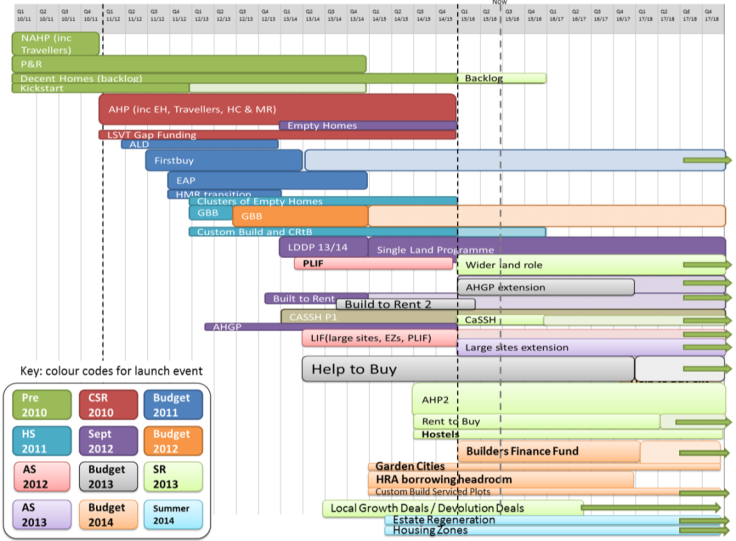 Now
Q1 Q2 Q3 Q4 Q1 Q2 Q3 Q4 Q1 Q2 Q3 Q4 Q1 Q2 Q3 Q4 Q1 Q2 Q3 Q4 Q1 Q2 Q3 Q4 Q1 Q2 Q3 Q4 Q1 Q2 Q3 Q4
10/11 10/11 10/11 10/11 11/12 11/12 11/12 11/12 12/13 12/13 12/13 12/13 13/14 13/14 13/14 13/14 14/15 14/15 14/15 14/15 15/16 15/16 15/16 15/16 16/17 16/17 16/17 16/17 17/18 17/18 17/18 17/18
NAHP (inc
Travellers)
P&R
Decent Homes (backlog) Backlog
Kickstart
AHP (inc EH, Travellers, HC & MR)
Empty Homes
LSVT Gap Funding
ALD
Firstbuy
EAP
HMR transition
Clusters of Empty Homes
GBB GBB
Custom Build and CRtB
LDDP 13/14 Single Land Programme
PLIF Wider land role
AHGP extension
Built to Rent
Build to Rent 2
CASSH P1 CaSSH
AHGP
LIF(large sites, EZs, PLIF)
Large sites extension
Help to Buy
Key: colour codes for launch event
Pre
2010
CSR
2010
Budget
2011
HS
2011
Sept
2012
Budget
2012
AS
2012
Budget
2013
SR
2013
AS
2013
Budget
2014
Summer
2014
AHP2
Rent to Buy
Hostels
Builders Finance Fund
Garden Cities
HRA borrowing headroom
Custom Build Serviced Plots
Local Growth Deals / Devolution Deals
Estate Regeneration
Housing Zones